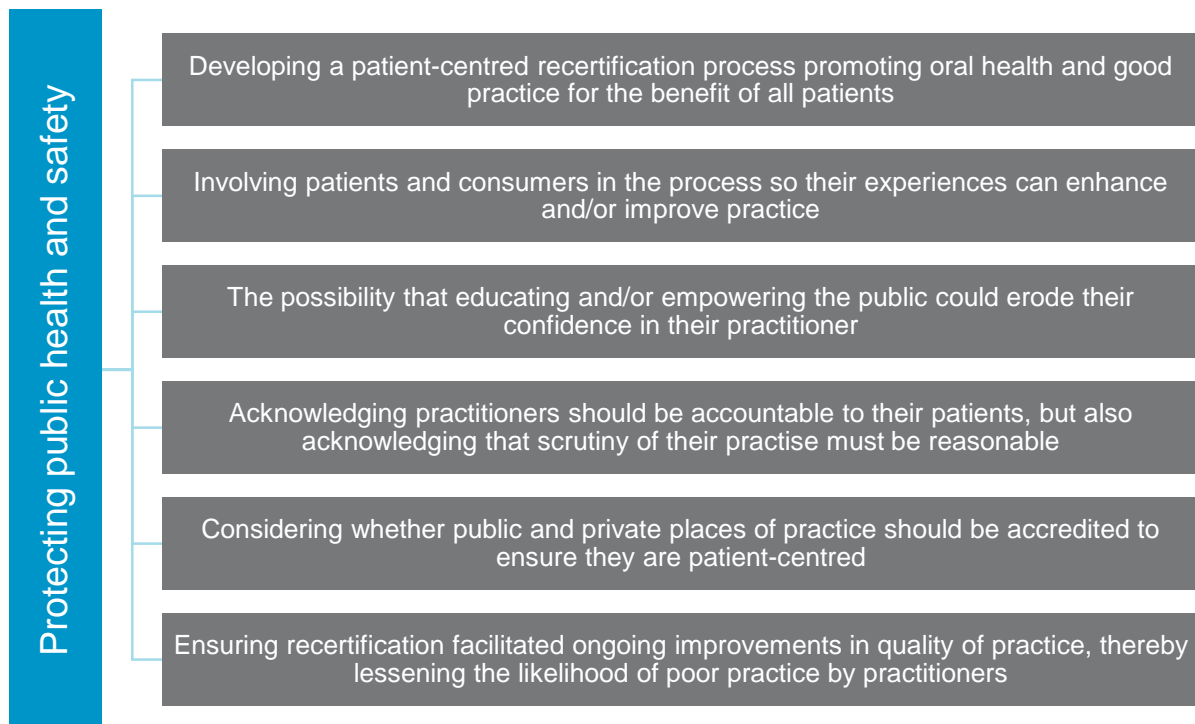 Protecting public health and safety
Developing a patient-centred recertification process promoting oral health and good
practice for the benefit of all patients
Involving patients and consumers in the process so their experiences can enhance
and/or improve practice
The possibility that educating and/or empowering the public could erode their
confidence in their practitioner
Acknowledging practitioners should be accountable to their patients, but also
acknowledging that scrutiny of their practise must be reasonable
Considering whether public and private places of practice should be accredited to
ensure they are patient-centred
Ensuring recertification facilitated ongoing improvements in quality of practice, thereby
lessening the likelihood of poor practice by practitioners